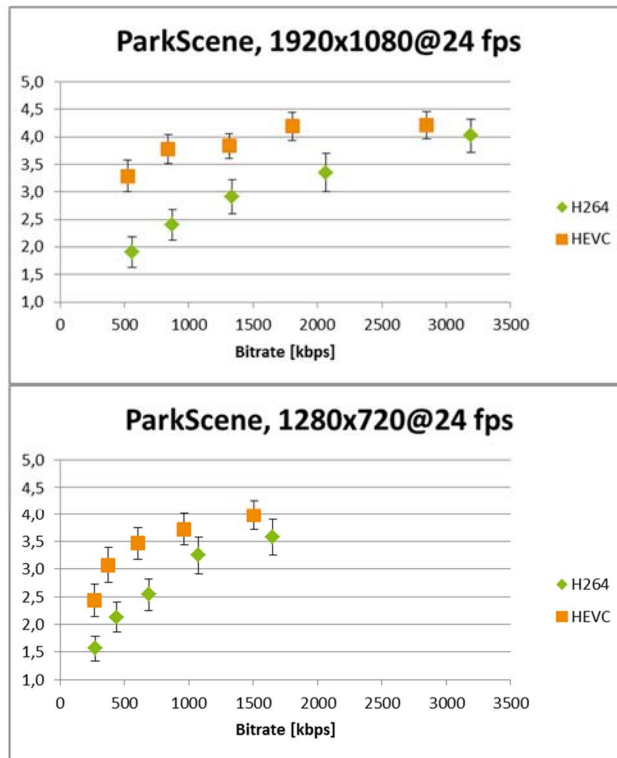 ParkScene, 1920x1080@24 fps
5,0
4,5
4,0
3,5
3,0
2,5
2,0
1,5
1,0
0 500 1000 1500 2000 2500 3000 3500
Bitrate [kbps]
H264
HEVC
ParkScene, 1280x720@24 fps
5,0
4,5
4,0
3,5
3,0
2,5
2,0
1,5
1,0
0 500 1000 1500 2000 2500 3000 3500
Bitrate [kbps]
H264
HEVC